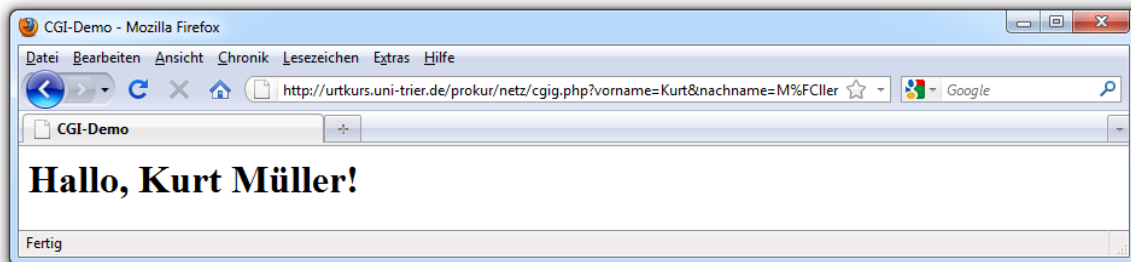 CGI-Demo - Mozilla Firefox
Datei Bearbeiten Ansicht Chronik Lesezeichen Extras Hilfe
http://urtkurs.uni-trier.de/prokur/netz/cgig.php?vorname=Kurt&nachname=M%FCller Google
CGI-Demo
Hallo, Kurt Müller!
Fertig